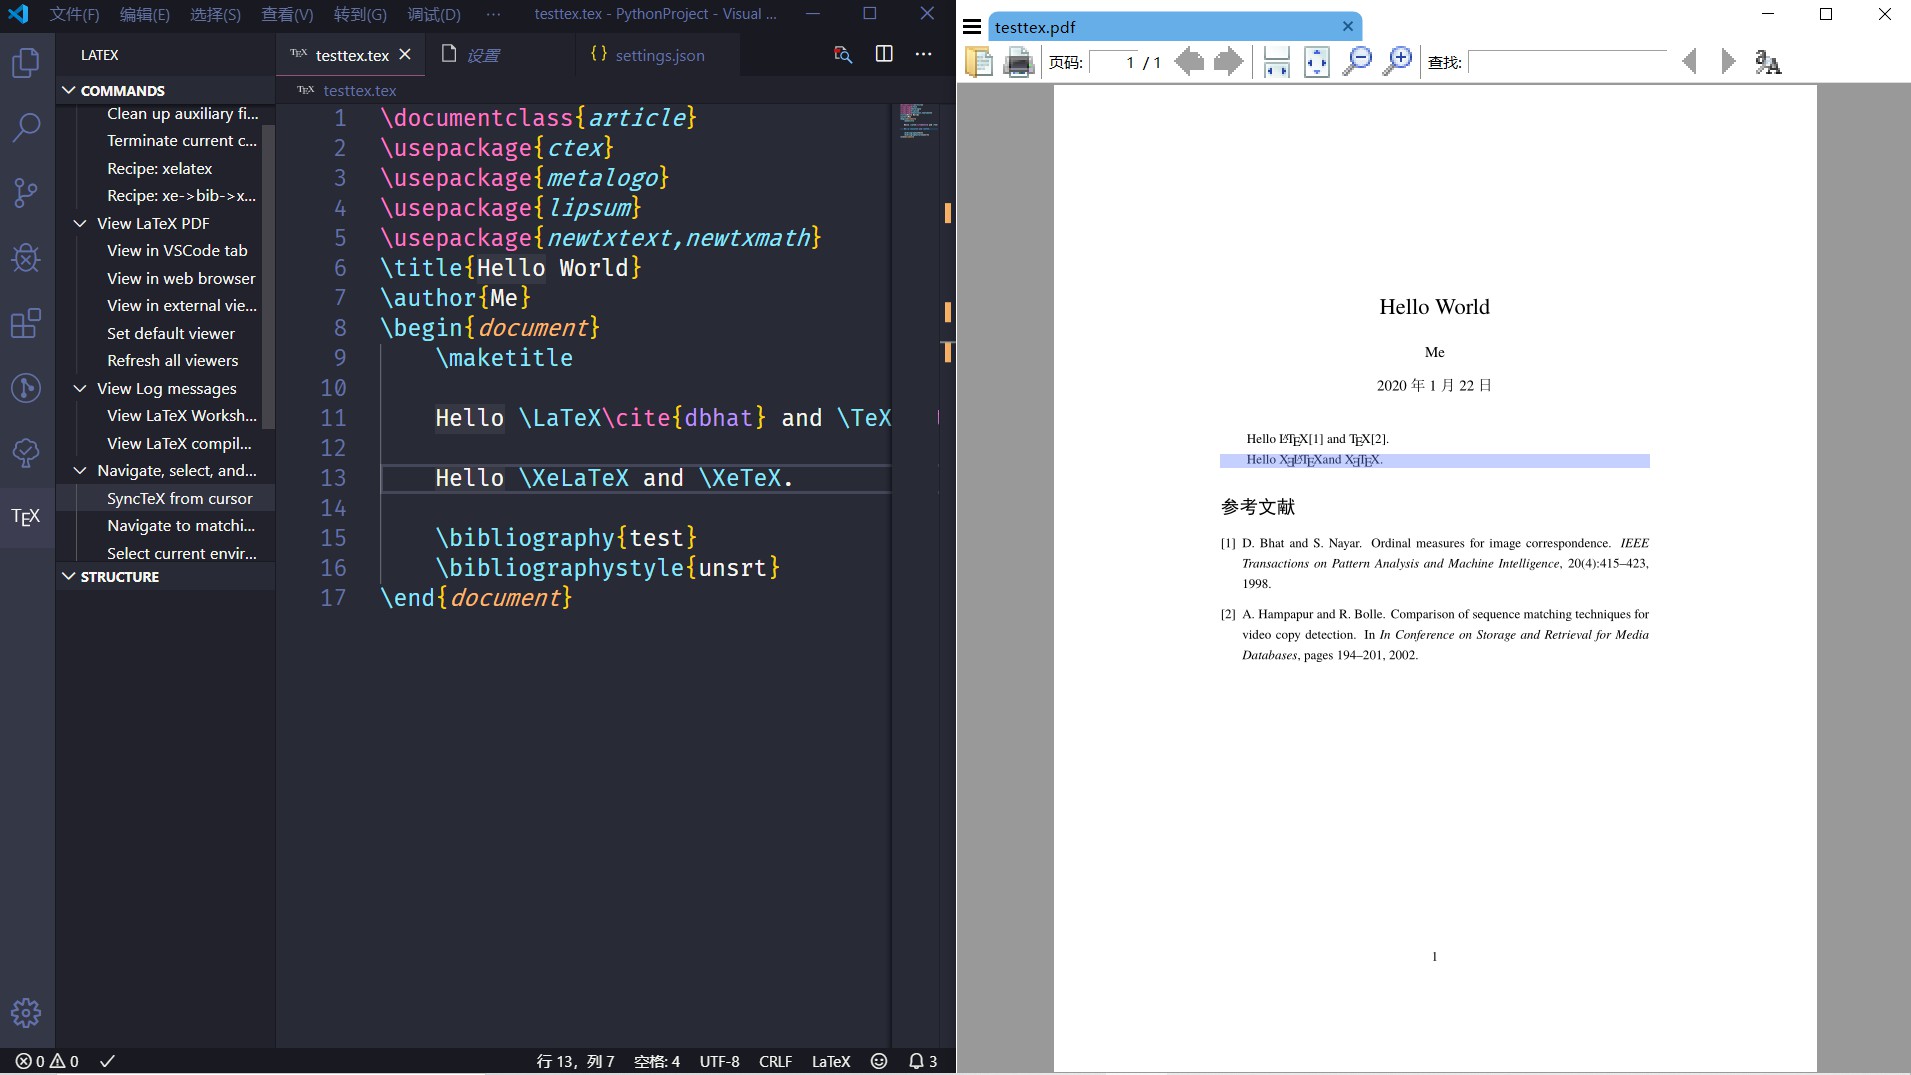 文件(F) 编辑(E) 选择(S) 查看(V) 转到(G) 调试(D) ··· testtex.tex - PythonProject - Visual ...
LATEX
COMMANDS
Clean up auxiliary fi...
Terminate current c...
Recipe: xelatex
Recipe: xe->bib->x...
View LaTeX PDF
View in VSCode tab
View in web browser
View in external vie...
Set default viewer
Refresh all viewers
View Log messages
View LaTeX Worksh...
View LaTeX compil...
Navigate, select, and...
SyncTeX from cursor
Navigate to matchi...
Select current envir...
STRUCTURE
TEX
TEX testtex.tex 设置 {} settings.json
TEX testtex.tex
1 \documentclass{article}
2 \usepackage{ctex}
3 \usepackage{metalogo}
4 \usepackage{lipsum}
5 \usepackage{newtxtext,newtxmath}
6 \title{Hello World}
7 \author{Me}
8 \begin{document}
9 \maketitle
10
11 Hello \LaTeX\cite{dbhat} and \TeX
12
13 Hello \XeLaTeX and \XeTeX.
14
15 \bibliography{test}
16 \bibliographystyle{unsrt}
17 \end{document}
0 0 行 13，列 7 空格: 4 UTF-8 CRLF LaTeX 3
testtex.pdf
页码: 1 / 1 查找:
Hello World
Me
2020 年 1 月 22 日
Hello LATEX[1] and TEX[2].
Hello XƎLATEXand XƎTEX.
参考文献
[1] D. Bhat and S. Nayar. Ordinal measures for image correspondence. IEEE
Transactions on Pattern Analysis and Machine Intelligence, 20(4):415–423,
1998.
[2] A. Hampapur and R. Bolle. Comparison of sequence matching techniques for
video copy detection. In In Conference on Storage and Retrieval for Media
Databases, pages 194–201, 2002.
1